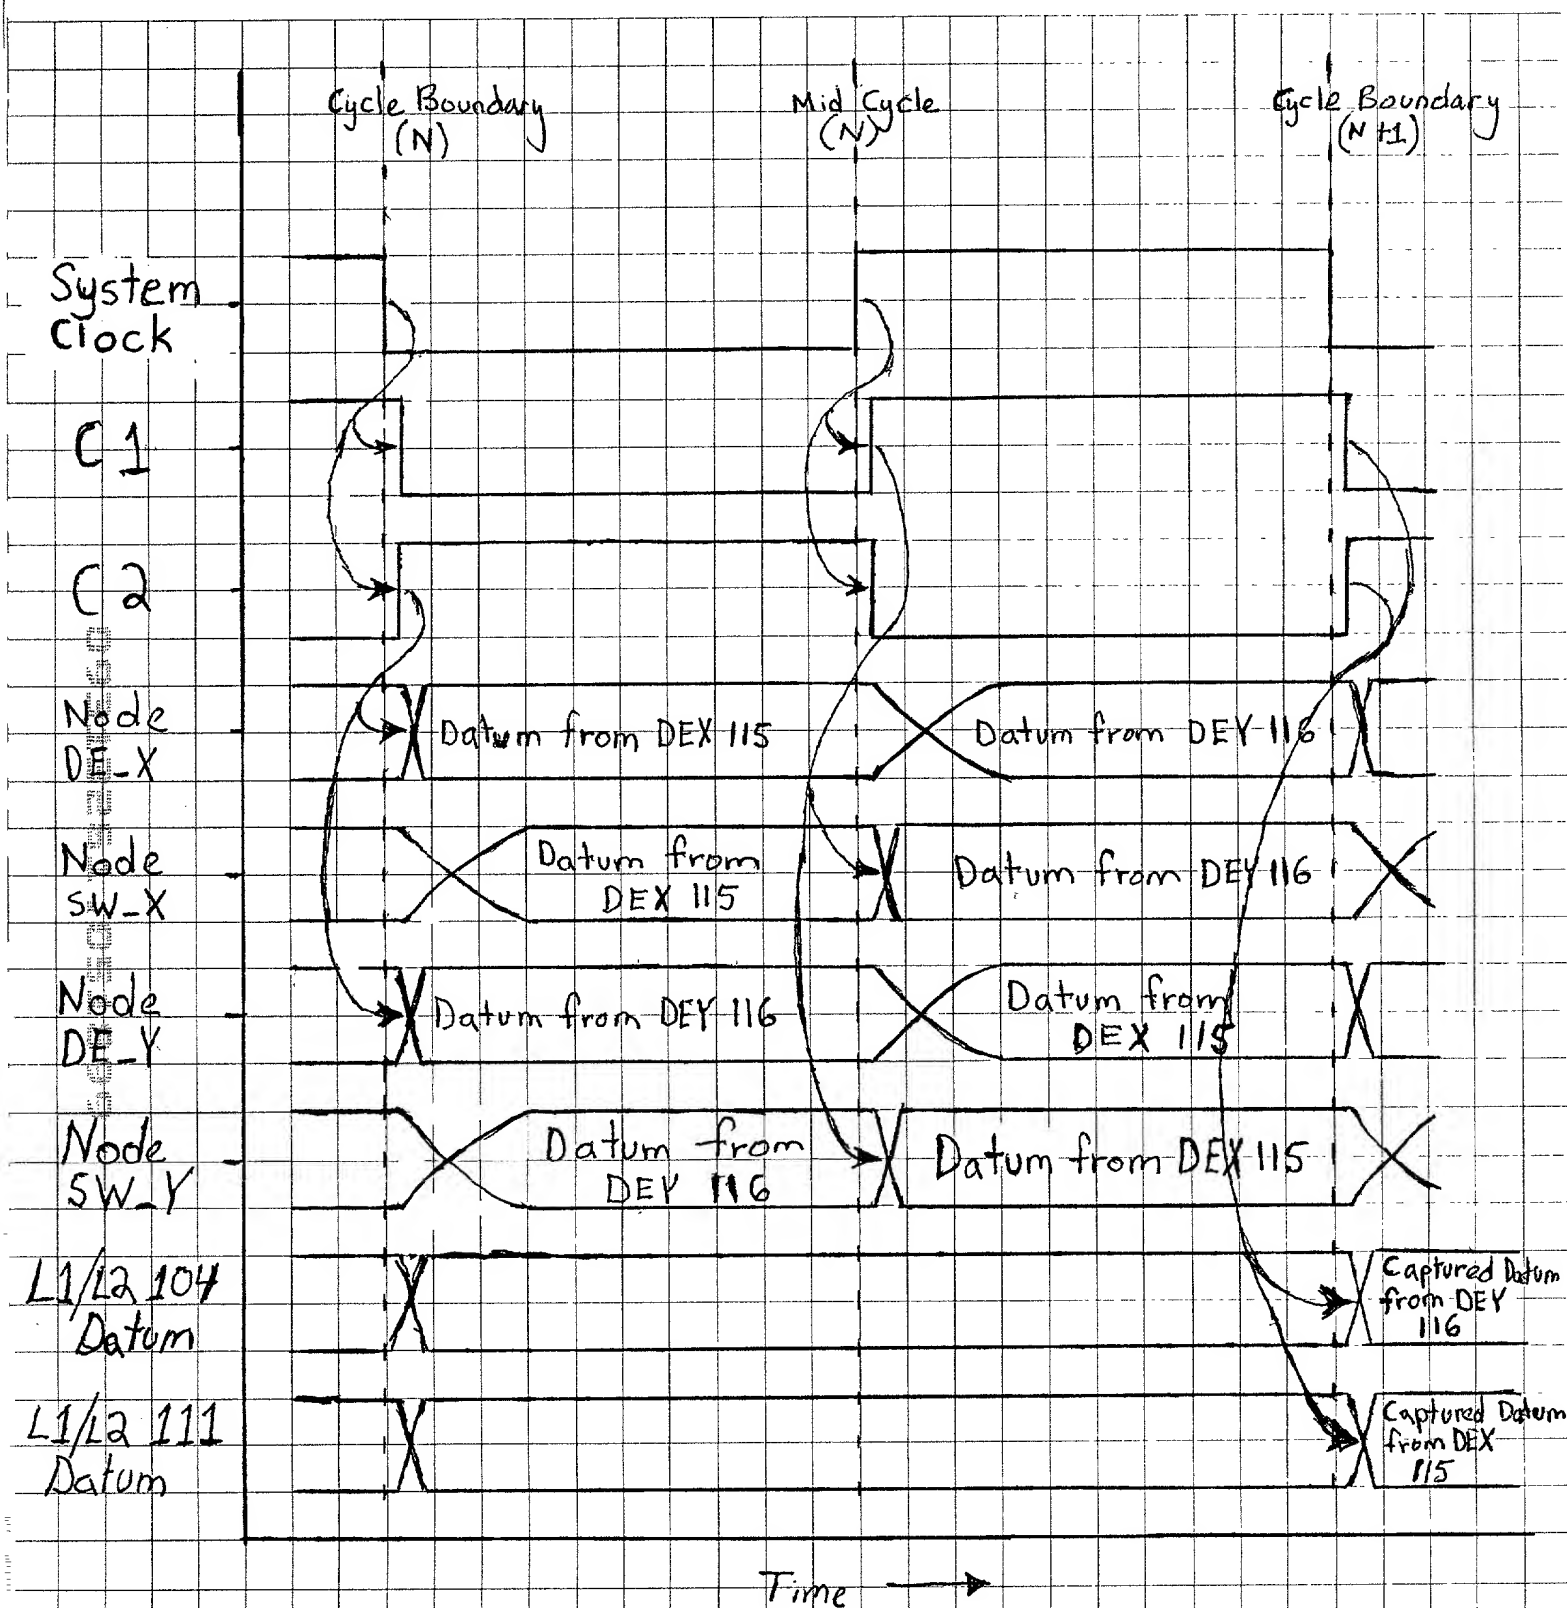 Cycle Boundary
(N)
Mid Cycle
(N)
Cycle Boundary
(N+1)
System
Clock
C1
C2
Node
DE_X
Datum from DEX 115
Datum from DEY 116
Node
SW_X
Datum from
DEX 115
Datum from DEY 116
Node
DE_Y
Datum from DEY 116
Datum from
DEX 115
Node
SW_Y
Datum from
DEY 116
Datum from DEX 115
L1/L2 104
Datum
Captured Datum
from DEY
116
L1/L2 111
Datum
Captured Datum
from DEX
115
Time